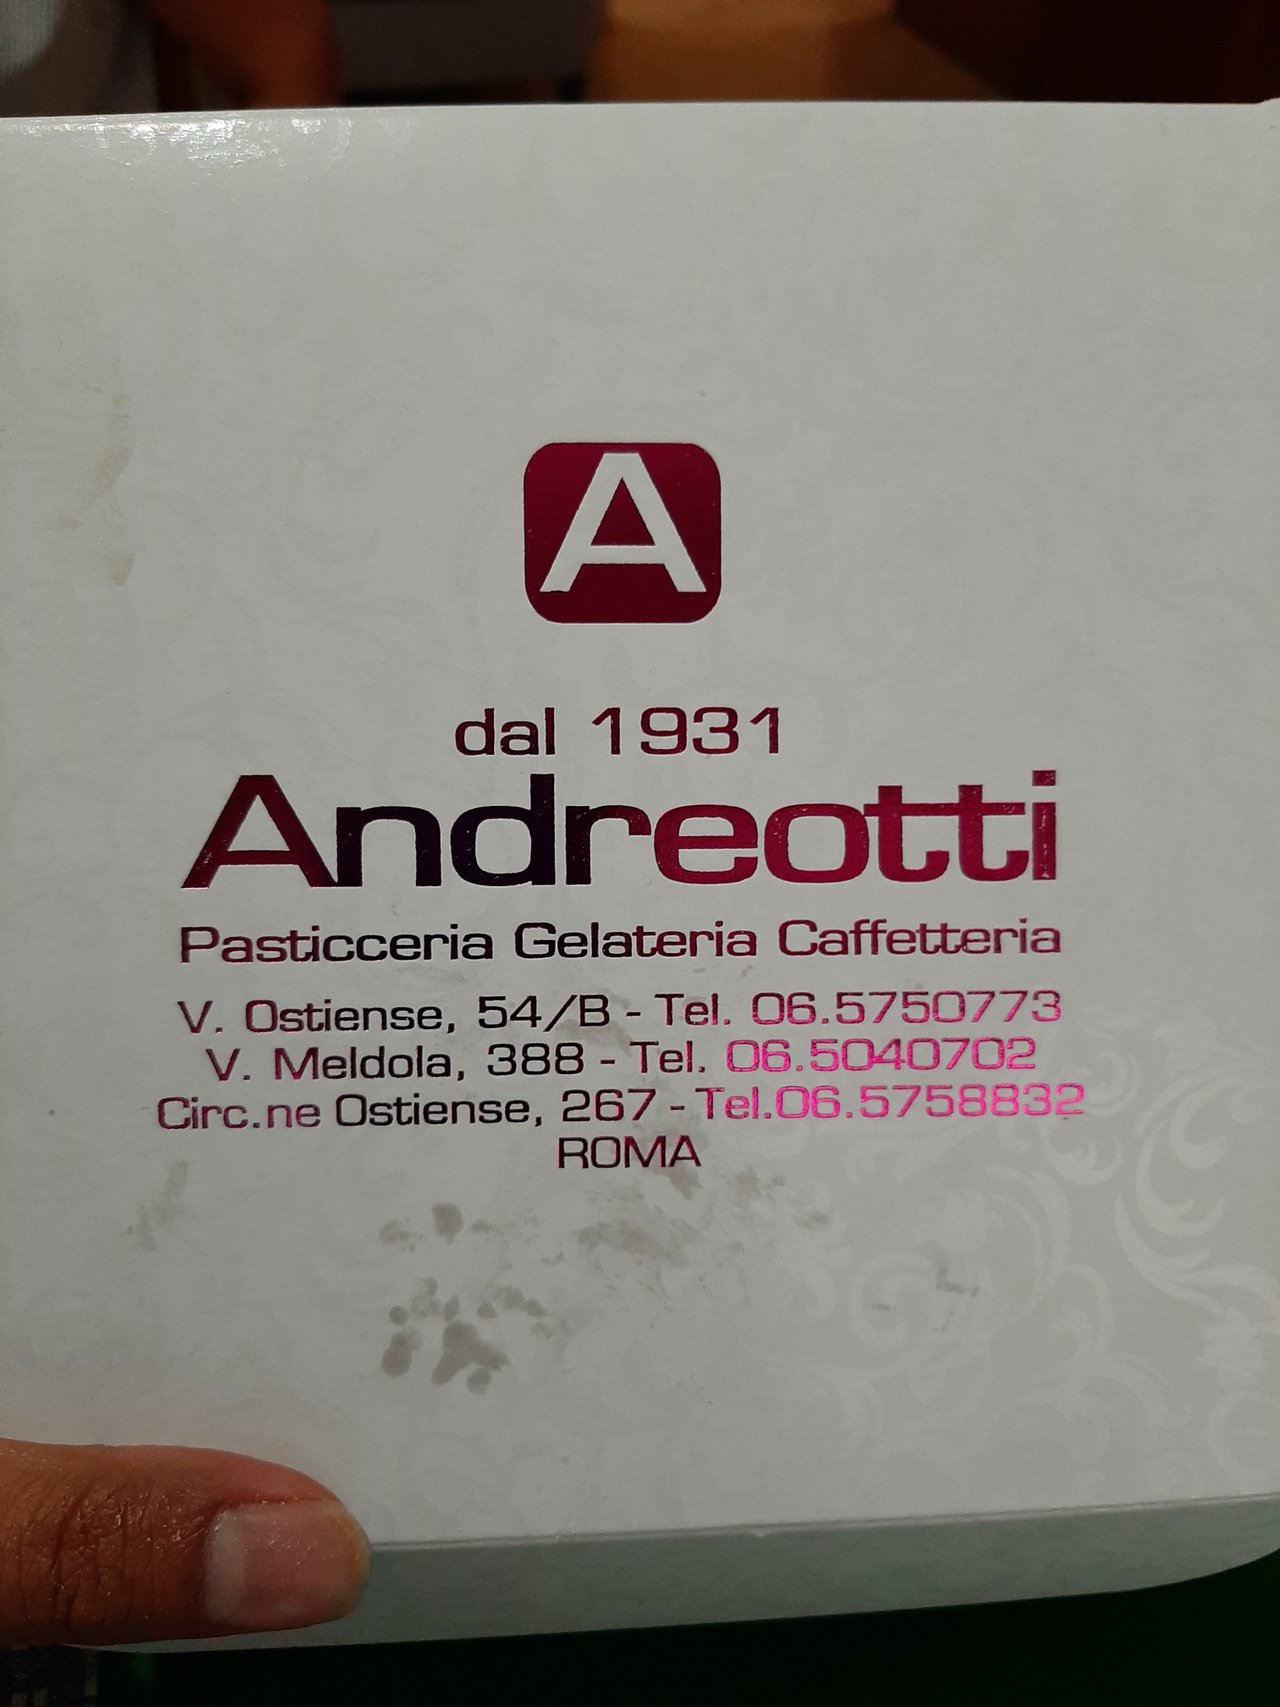 A
dal 1931
Andreotti
Pasticceria Gelateria Caffetteria
V. Ostiense, 54/B - Tel. 06.5750773
V. Meldola, 388 - Tel. 06.5040702
Circ.ne Ostiense, 267 - Tel.06.5758832
ROMA